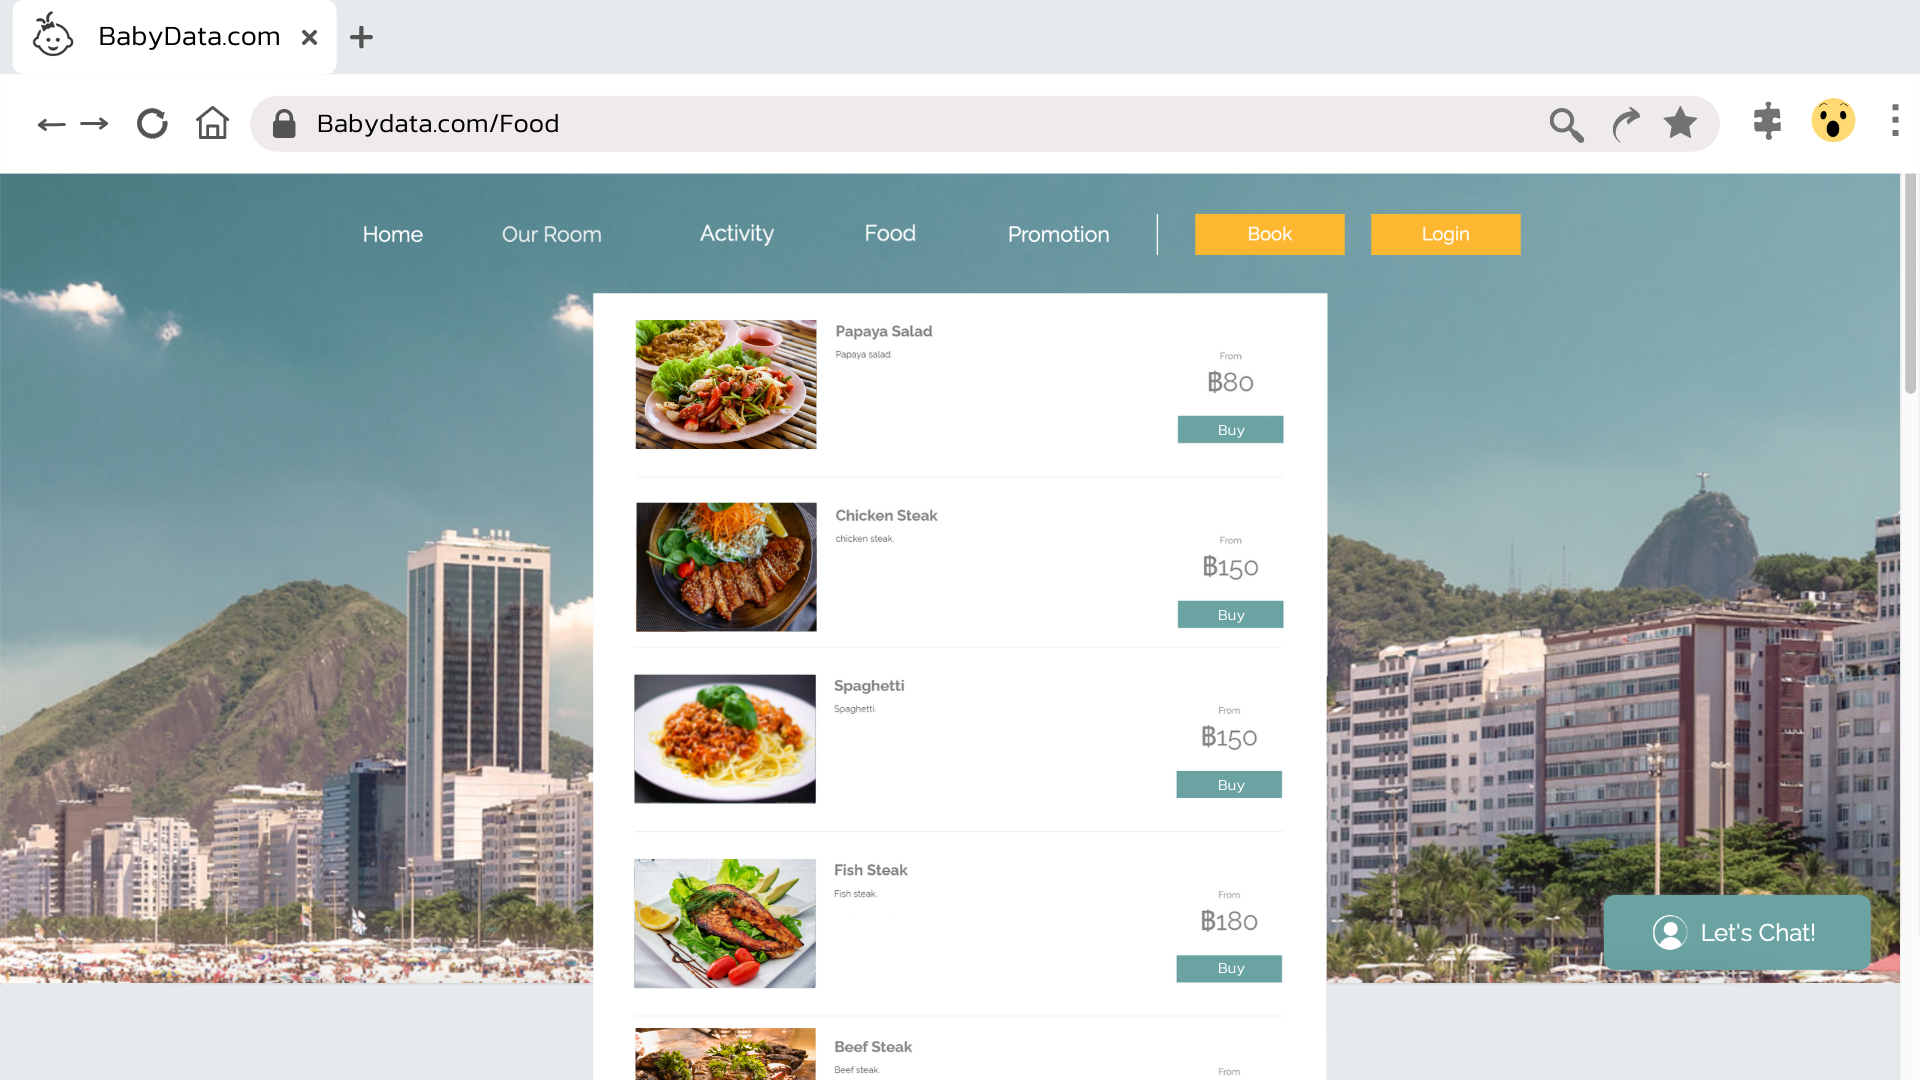 BabyData.com
Babydata.com/Food
Home Our Room Activity Food Promotion Book Login
Papaya Salad
Papaya salad.
From
฿80
Buy
Chicken Steak
chicken steak.
From
฿150
Buy
Spaghetti
Spaghetti.
From
฿150
Buy
Fish Steak
Fish steak.
From
฿180
Buy
Let's Chat!
Beef Steak
Beef steak.
From